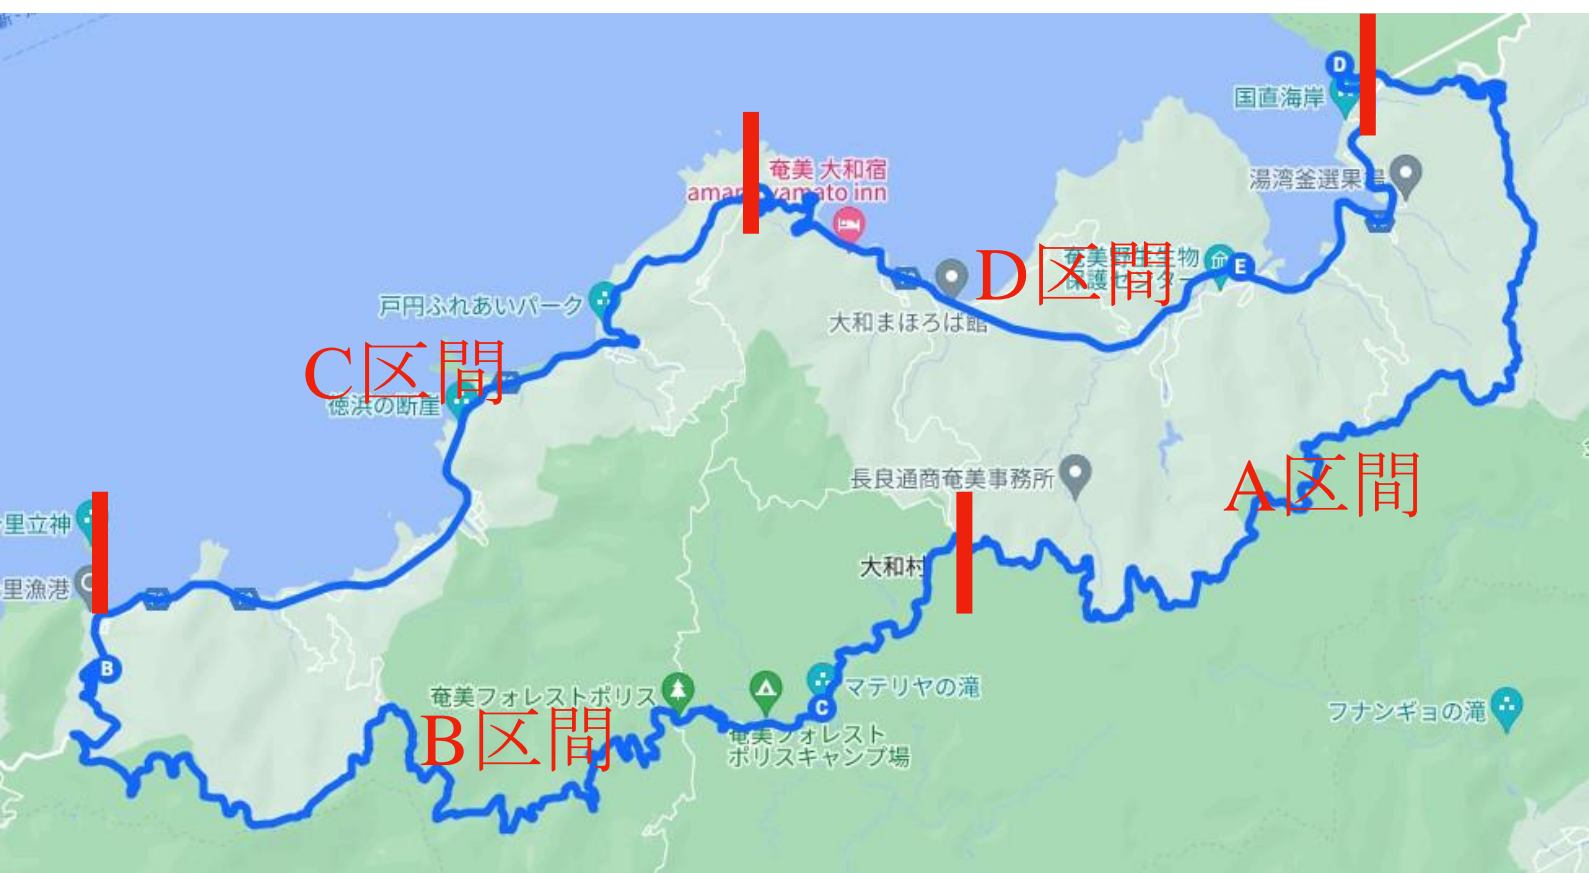 D
国直海岸
奄美 大和宿
湯湾釜選果場
D区間
E
戸円ふれあいパーク
大和まほろば館
C区間
徳浜の断崖
長良通商奄美事務所
A区間
里立神
大和村
里漁港
B
奄美フォレストポリス
マテリヤの滝
C
フナンギョの滝
B区間
奄美フォレスト
ポリスキャンプ場